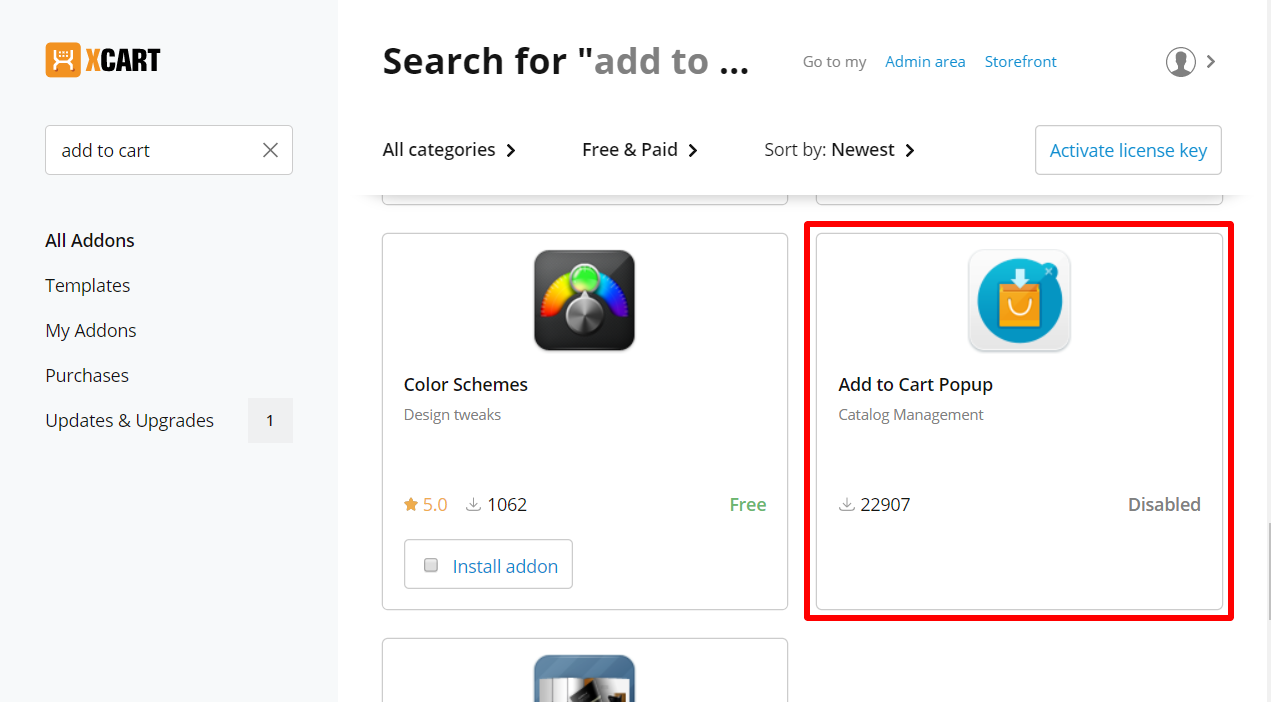 XCART
Search for "add to ...
Go to my Admin area Storefront
add to cart
All categories Free & Paid Sort by: Newest Activate license key
All Addons
Templates
My Addons
Purchases
Updates & Upgrades 1
Color Schemes
Design tweaks
5.0 1062 Free
Install addon
Add to Cart Popup
Catalog Management
22907 Disabled